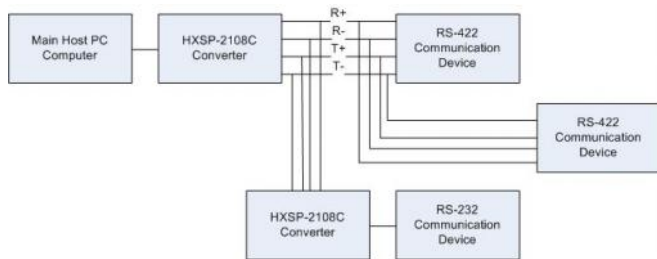 Main Host PC
Computer
HXSP-2108C
Converter
R+
R-
T+
T-
RS-422
Communication
Device
RS-422
Communication
Device
HXSP-2108C
Converter
RS-232
Communication
Device